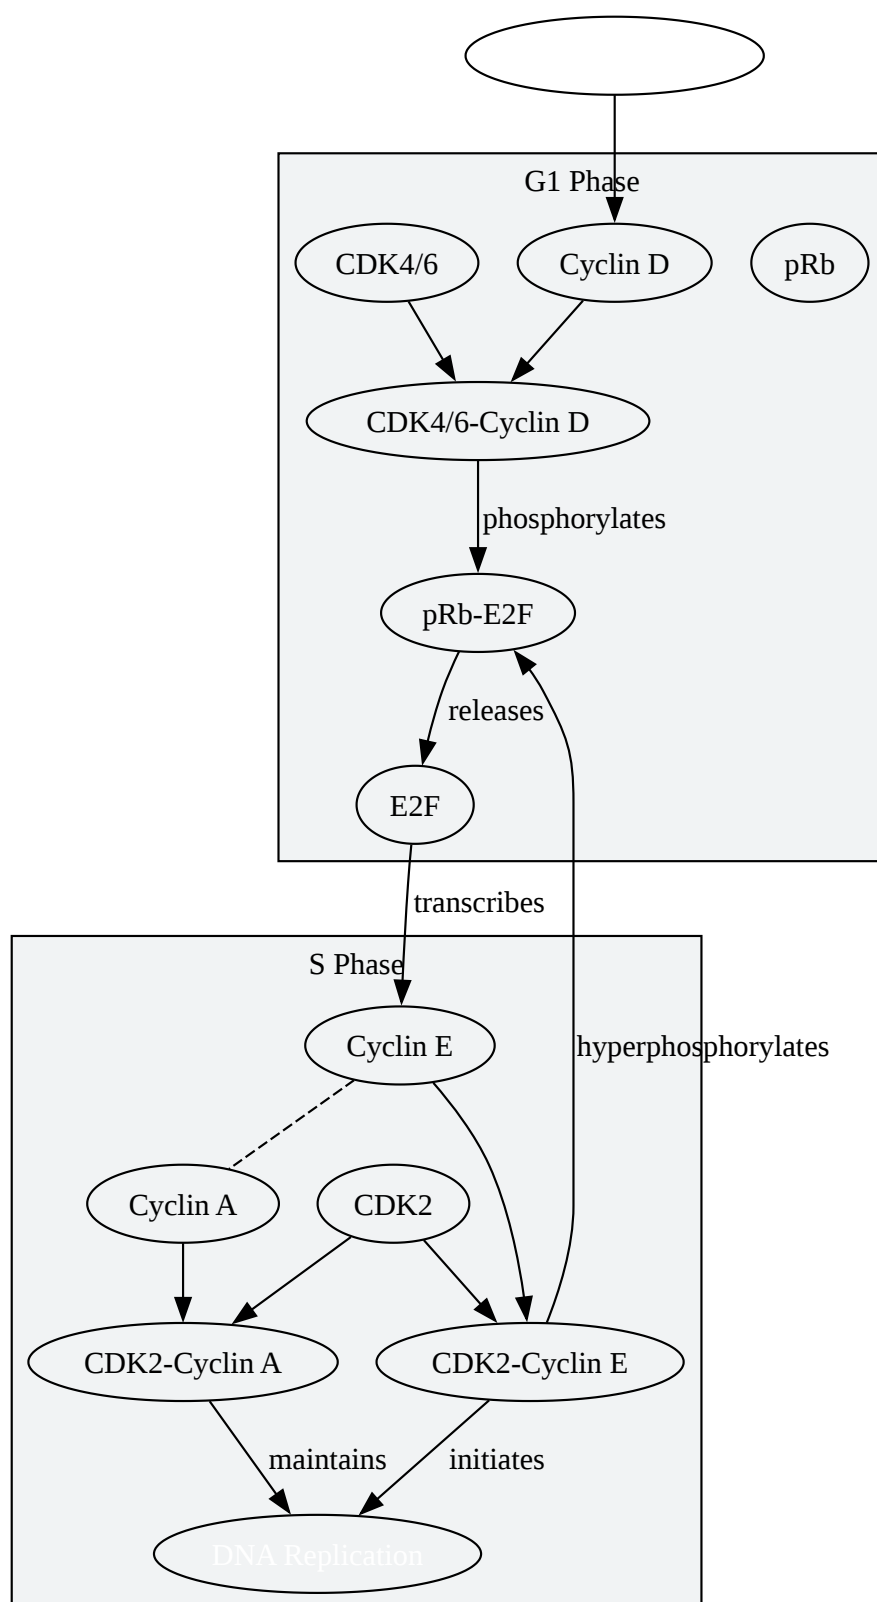 G1 Phase
CDK4/6
Cyclin D
pRb
CDK4/6-Cyclin D
phosphorylates
pRb-E2F
releases
E2F
transcribes
S Phase
Cyclin E
hyperphosphorylates
Cyclin A
CDK2
CDK2-Cyclin A
CDK2-Cyclin E
maintains
initiates
DNA Replication